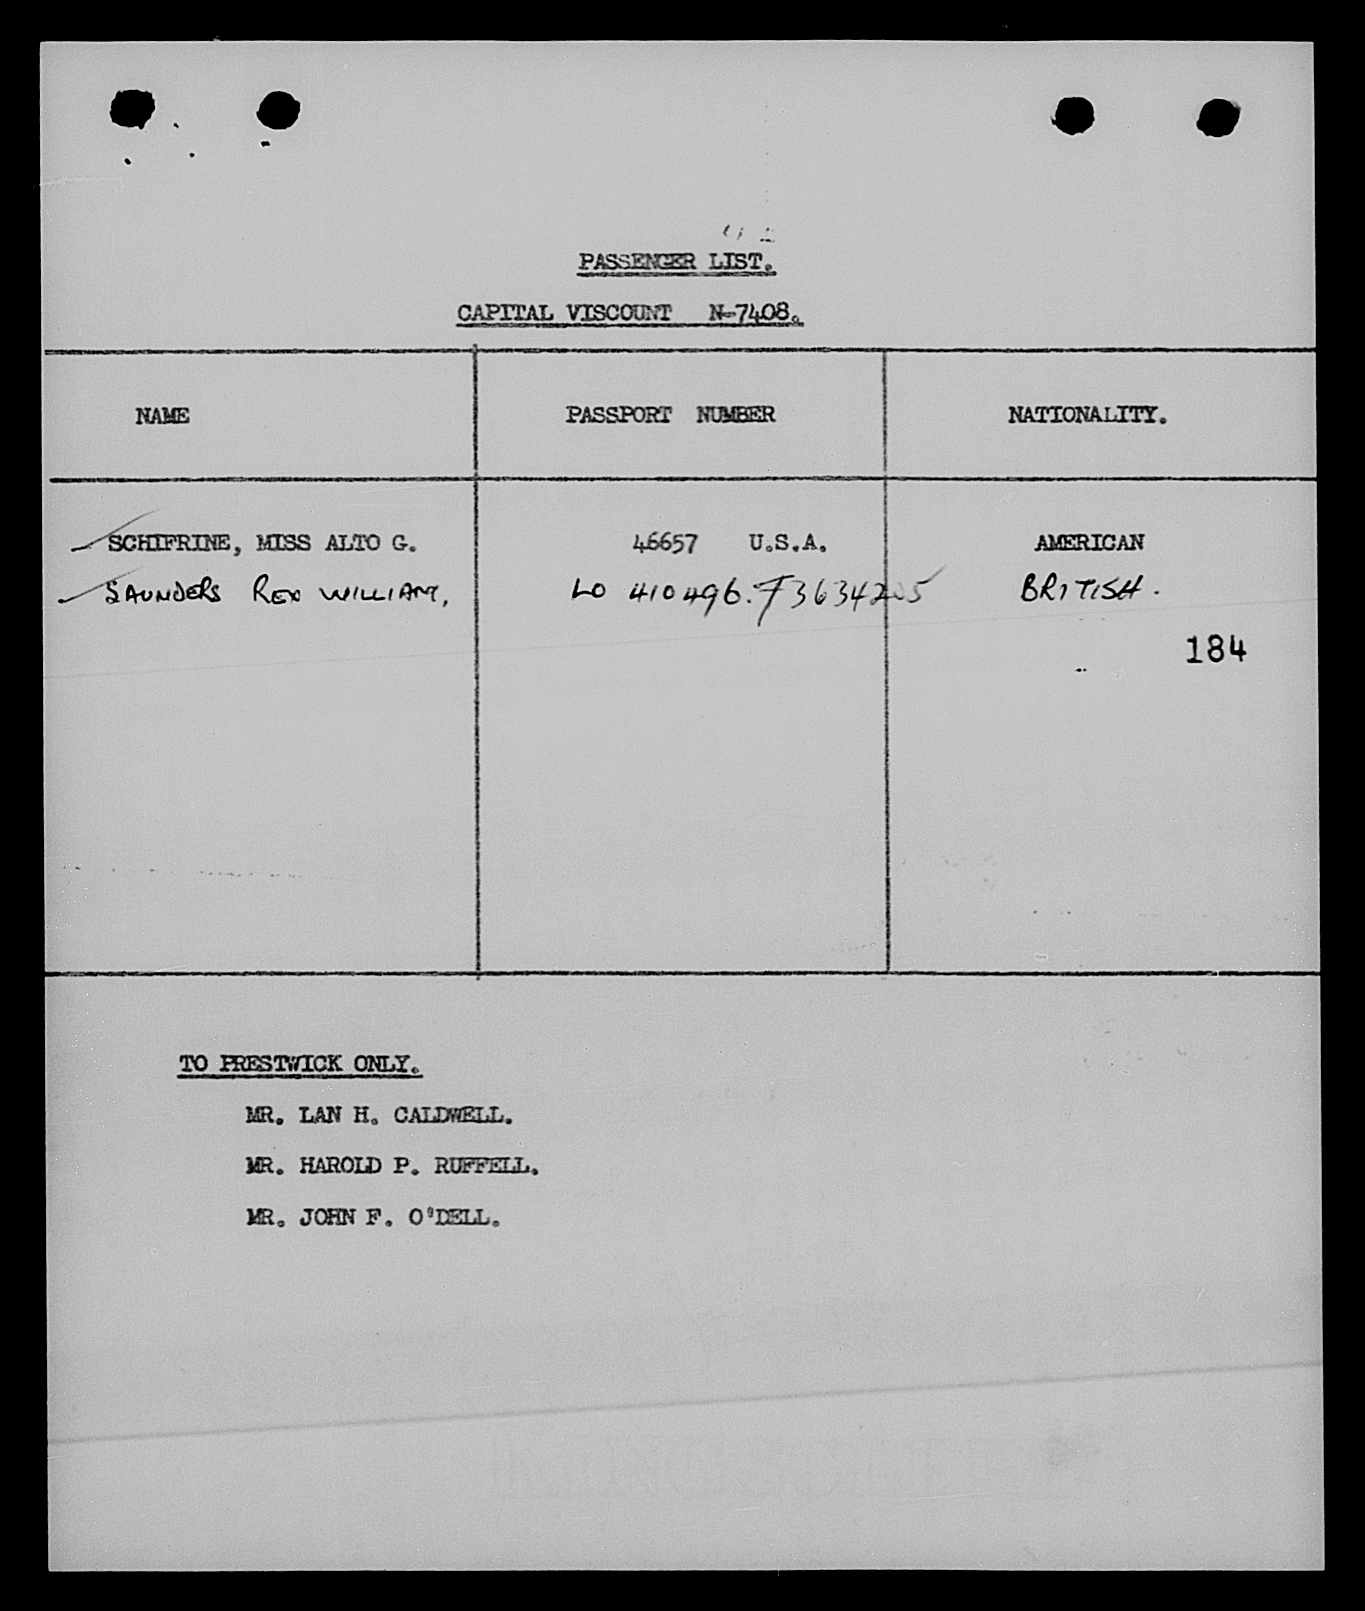 PASSENGER LIST.
CAPITAL VISCOUNT N-7408.
NAME PASSPORT NUMBER NATIONALITY.
SCHIFRINE, MISS ALTO G. 46657 U.S.A. AMERICAN
SAUNDERS REX WILLIAM, LO 410496. F3634205 BRITISH.
184
TO PRESTWICK ONLY.
MR. LAN H. CALDWELL.
MR. HAROLD P. RUFFELL.
MR. JOHN F. O'DELL.